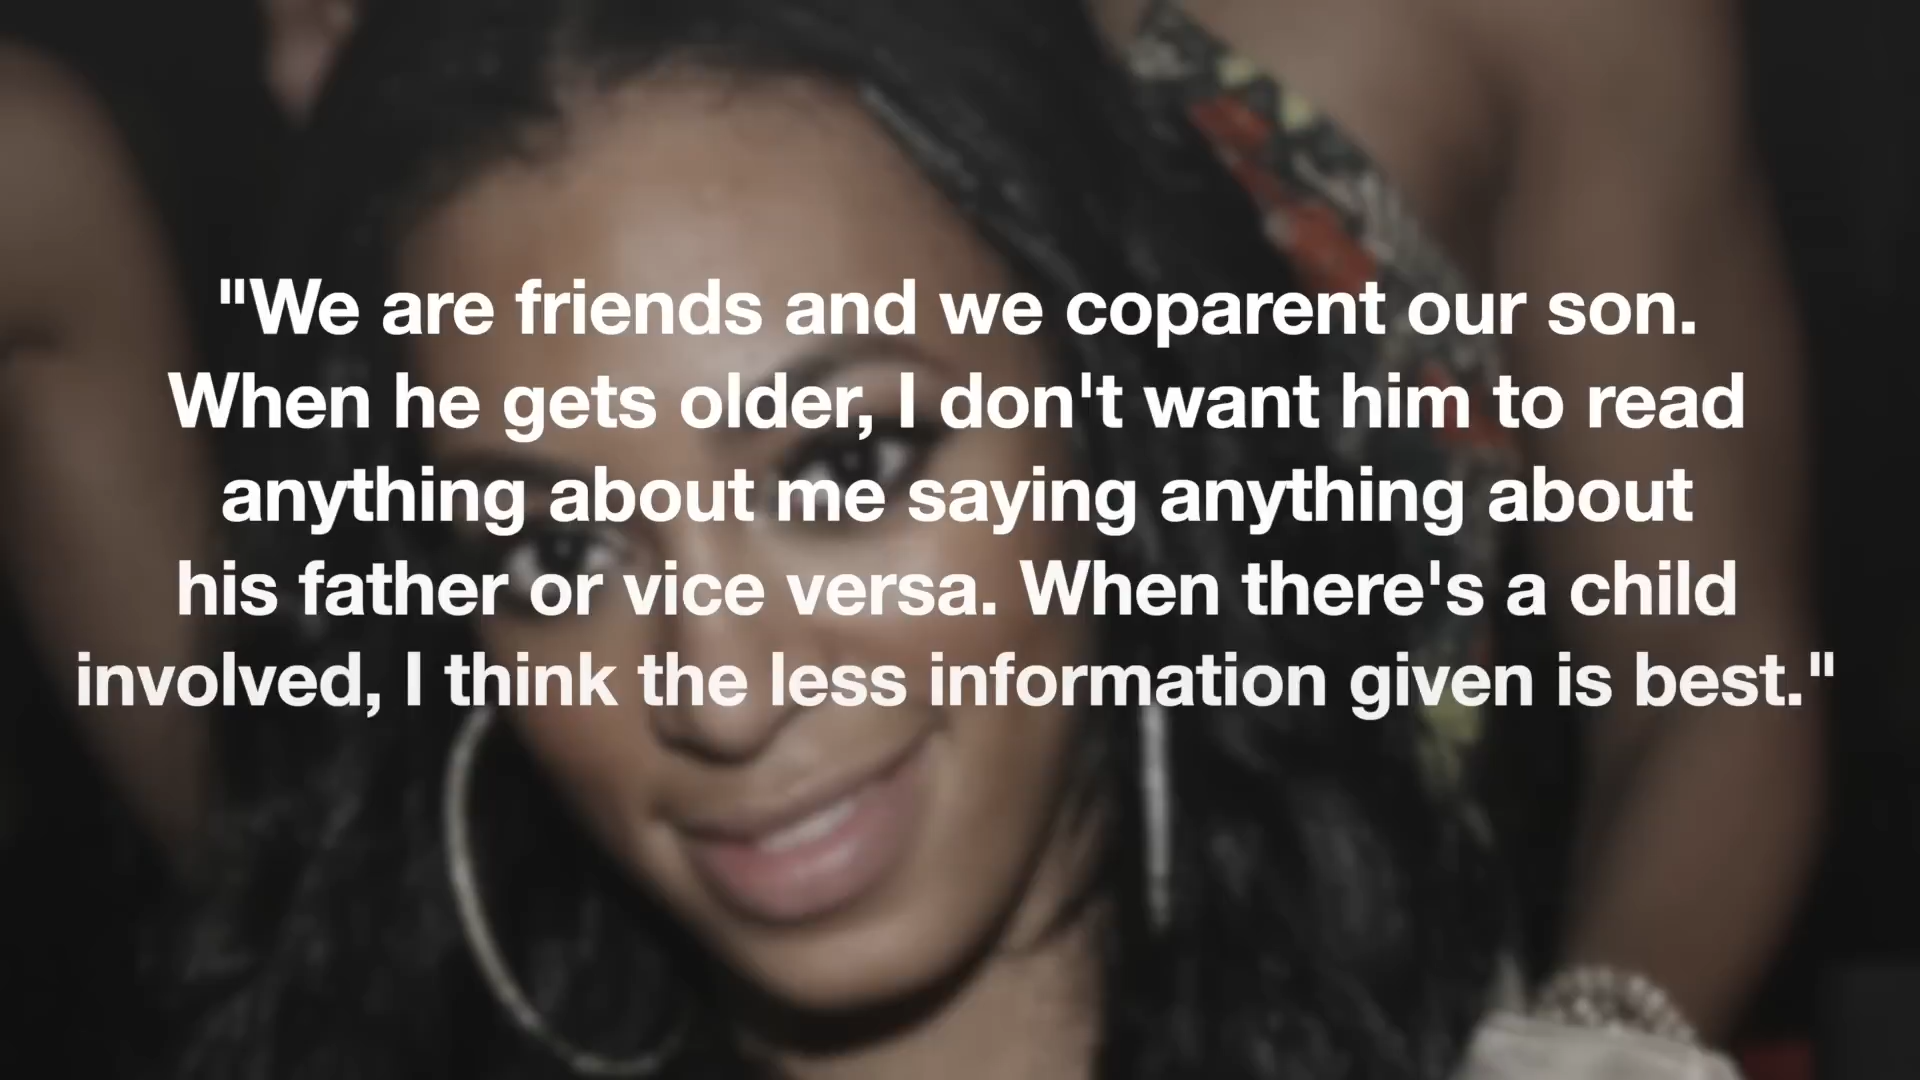 "We are friends and we coparent our son.
When he gets older, I don't want him to read
anything about me saying anything about
his father or vice versa. When there's a child
involved, I think the less information given is best."